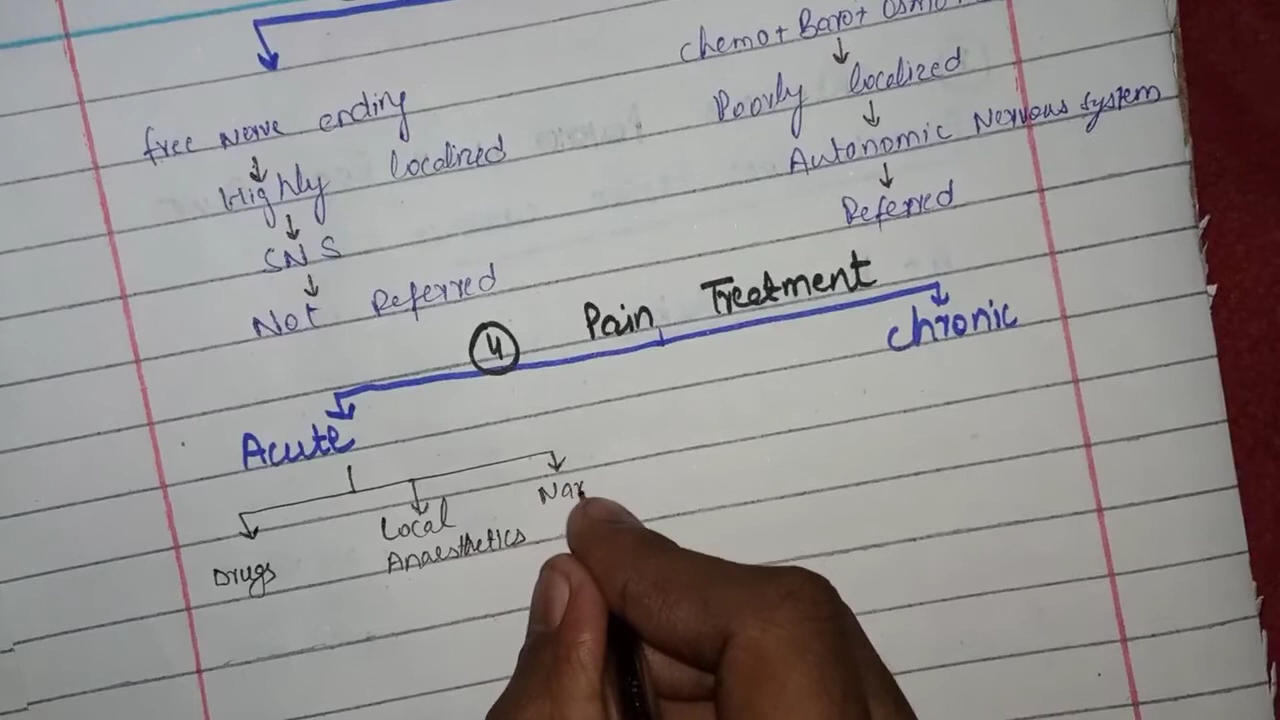 free Nerve ending
↓
Highly localized
↓
SNS
↓
Not Referred
Chemo + Baro +
↓
Poorly localized
↓
Autonomic Nervous System
↓
Referred
4 Pain Treatment
Acute
Chronic
Drugs
Local
Anaesthetics
Nar